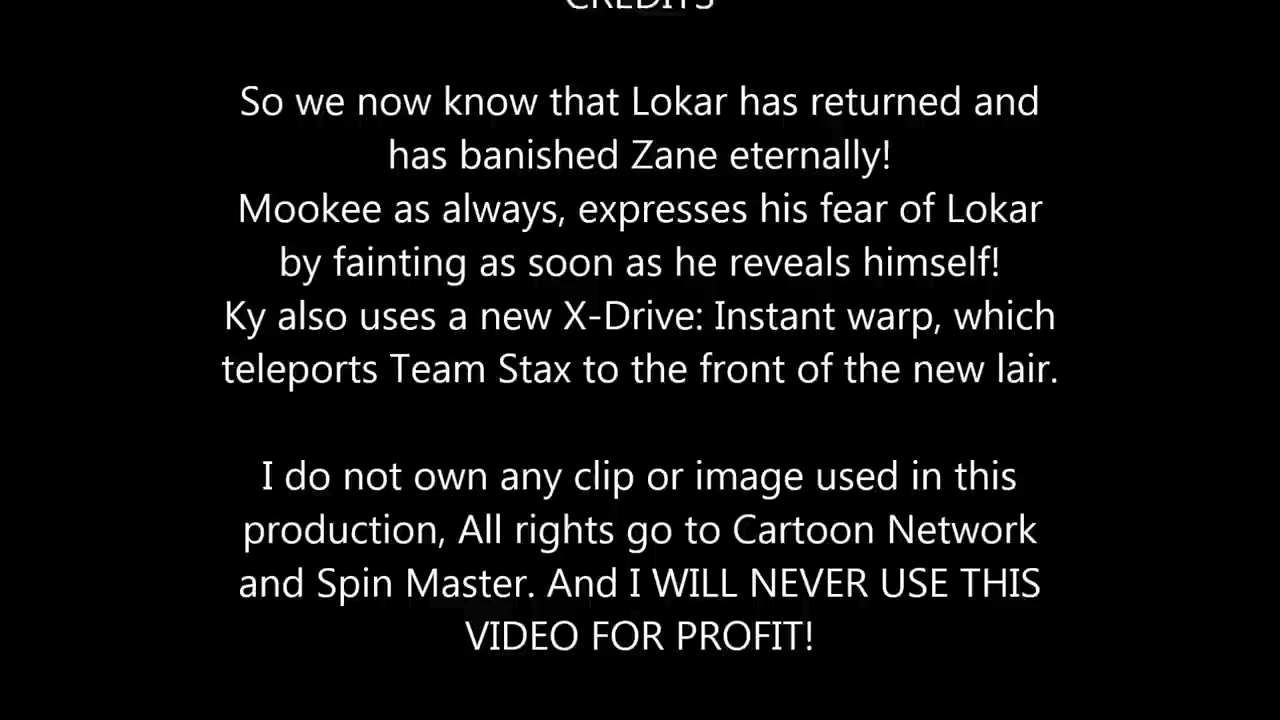 CREDITS
So we now know that Lokar has returned and
has banished Zane eternally!
Mookee as always, expresses his fear of Lokar
by fainting as soon as he reveals himself!
Ky also uses a new X-Drive: Instant warp, which
teleports Team Stax to the front of the new lair.
I do not own any clip or image used in this
production, All rights go to Cartoon Network
and Spin Master. And I WILL NEVER USE THIS
VIDEO FOR PROFIT!